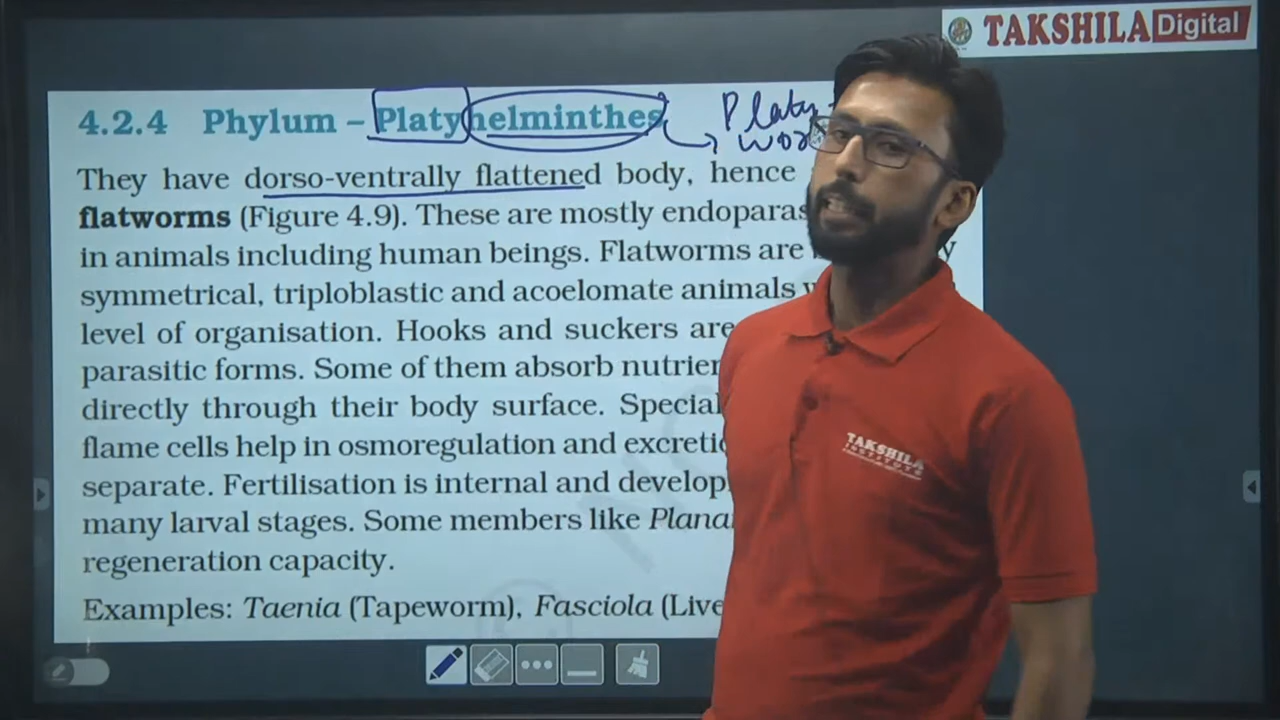 TAKSHILA Digital
4.2.4 Phylum – Platyhelminthes
Platy
They have dorso-ventrally flattened body, hence
flatworms (Figure 4.9). These are mostly endoparas
in animals including human beings. Flatworms are
symmetrical, triploblastic and acoelomate animals
level of organisation. Hooks and suckers are
parasitic forms. Some of them absorb nutrien
directly through their body surface. Special
flame cells help in osmoregulation and excretio
separate. Fertilisation is internal and develop
many larval stages. Some members like Plana
regeneration capacity.
Examples: Taenia (Tapeworm), Fasciola (Live
TAKSHILA
INSTITUTE